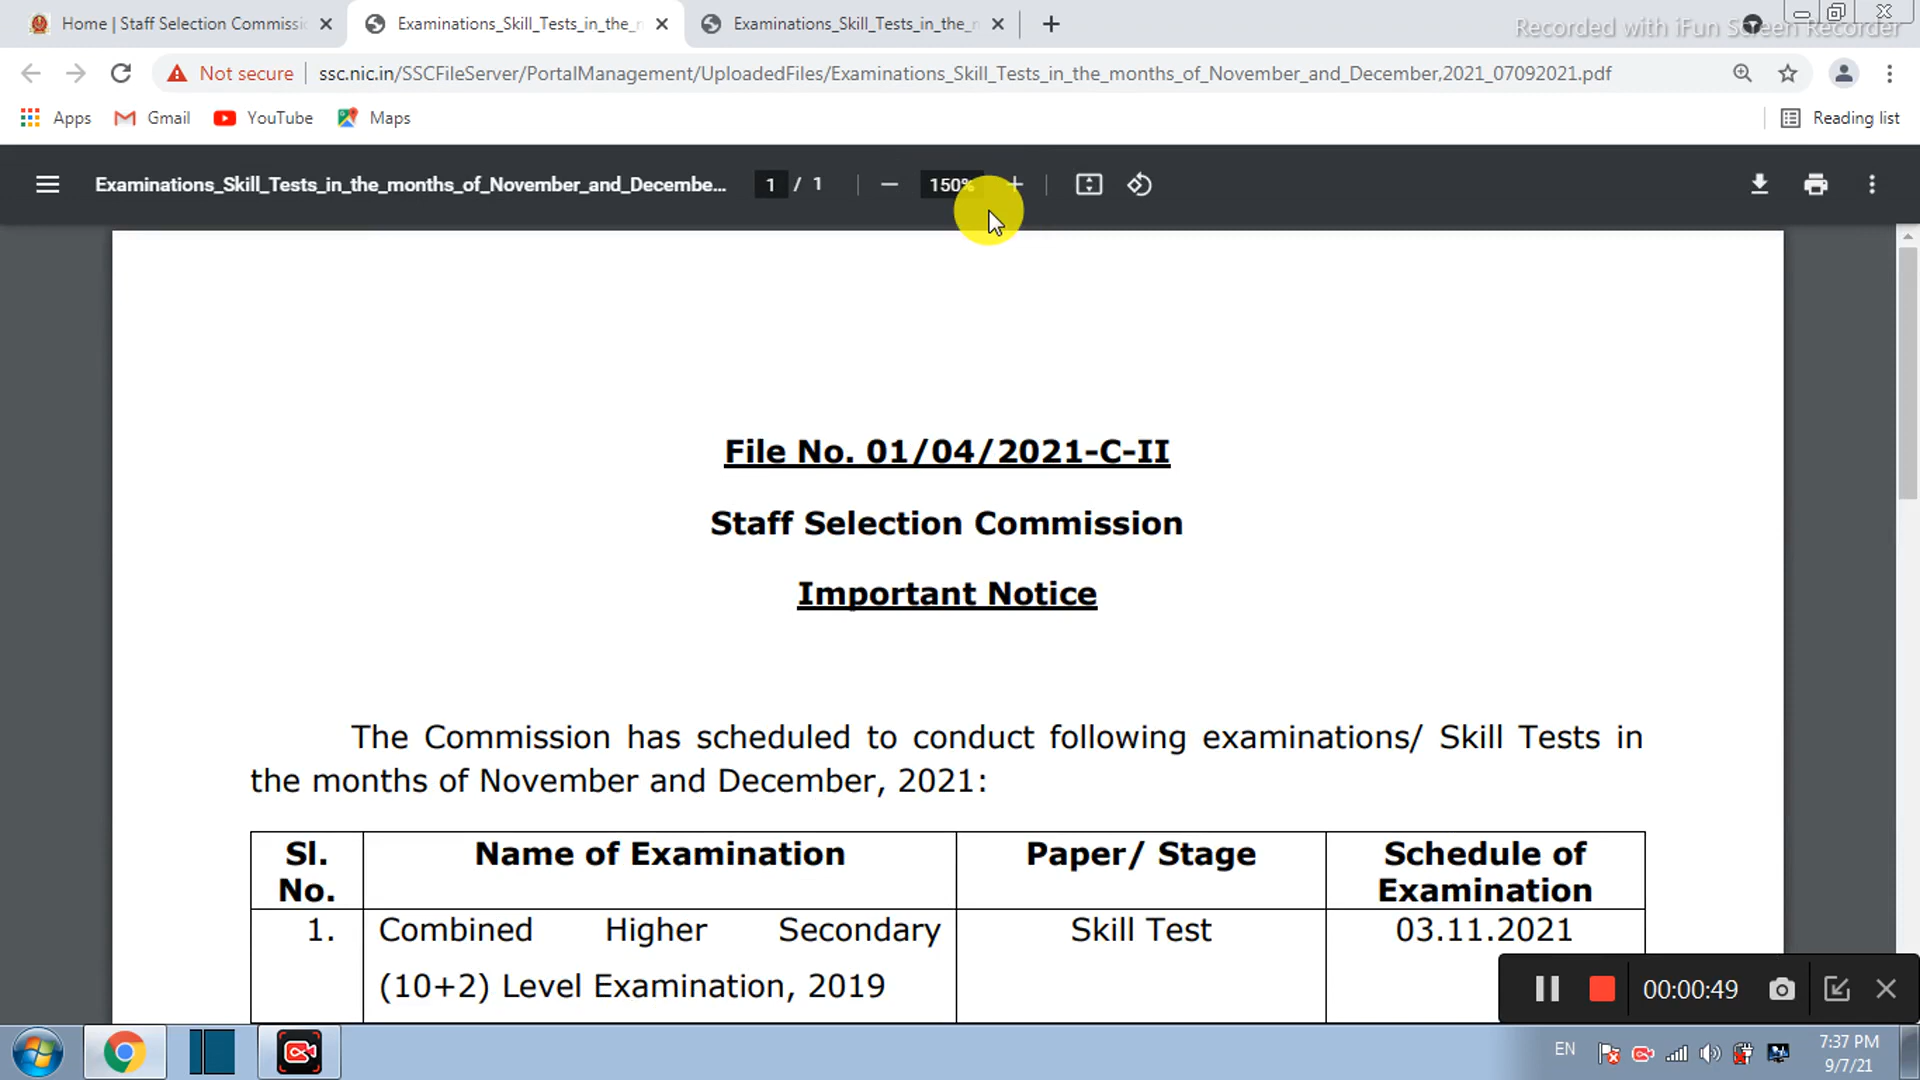 Home | Staff Selection Commissi
Examinations_Skill_Tests_in_the_
Examinations_Skill_Tests_in_the_
Recorded with iFun Screen Recorder
Not secure
ssc.nic.in/SSCFileServer/PortalManagement/UploadedFiles/Examinations_Skill_Tests_in_the_months_of_November_and_December,2021_07092021.pdf
Apps
Gmail
YouTube
Maps
Reading list
Examinations_Skill_Tests_in_the_months_of_November_and_Decembe...
1 / 1
150%
File No. 01/04/2021-C-II
Staff Selection Commission
Important Notice
The Commission has scheduled to conduct following examinations/ Skill Tests in
the months of November and December, 2021:
Sl. No.
Name of Examination
Paper/ Stage
Schedule of Examination
1.
Combined Higher Secondary
(10+2) Level Examination, 2019
Skill Test
03.11.2021
00:00:49
EN
7:37 PM
9/7/21